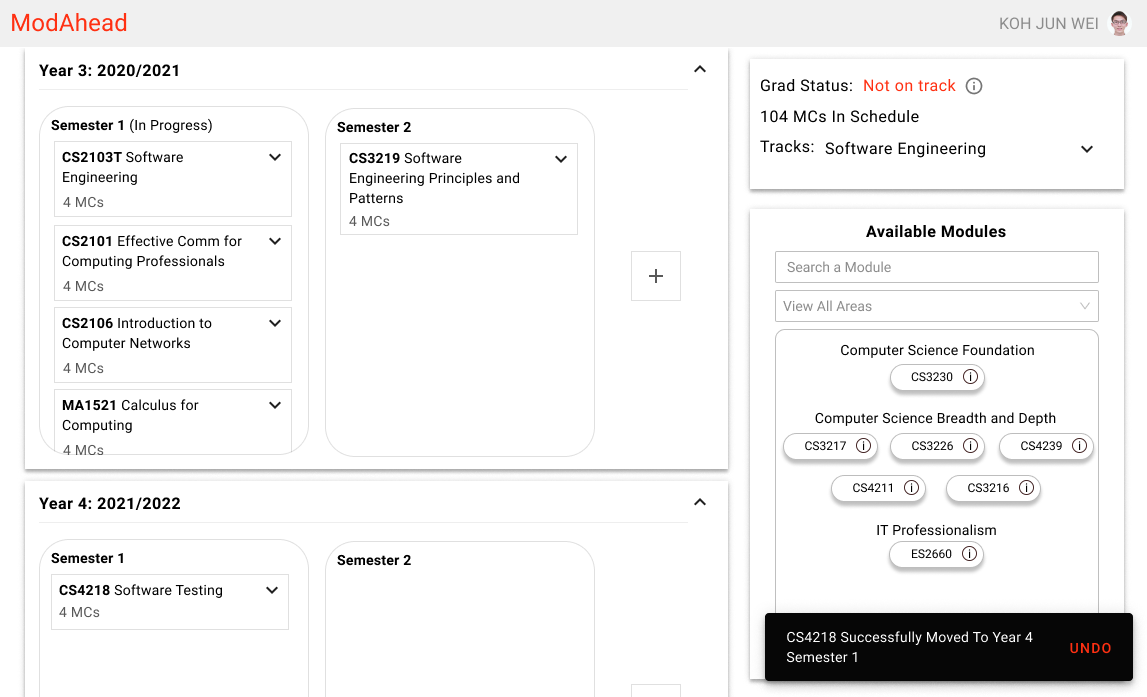 ModAhead
KOH JUN WEI
Year 3: 2020/2021
Semester 1 (In Progress)
CS2103T Software
Engineering
4 MCs
CS2101 Effective Comm for
Computing Professionals
4 MCs
CS2106 Introduction to
Computer Networks
4 MCs
MA1521 Calculus for
Computing
4 MCs
Semester 2
CS3219 Software
Engineering Principles and
Patterns
4 MCs
Year 4: 2021/2022
Semester 1
CS4218 Software Testing
4 MCs
Semester 2
Grad Status: Not on track
104 MCs In Schedule
Tracks: Software Engineering
Available Modules
Search a Module
View All Areas
Computer Science Foundation
CS3230
Computer Science Breadth and Depth
CS3217 CS3226 CS4239
CS4211 CS3216
IT Professionalism
ES2660
CS4218 Successfully Moved To Year 4
Semester 1
UNDO